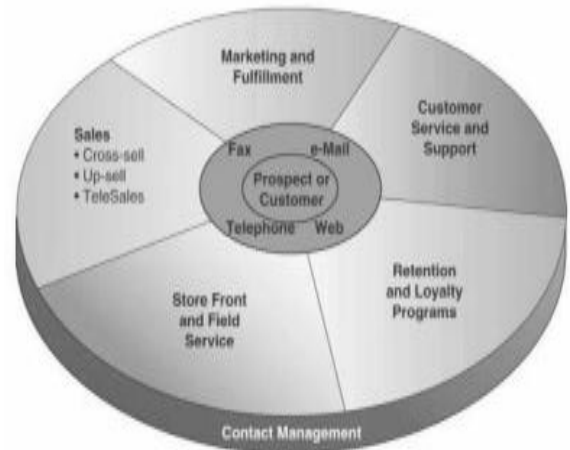 Marketing and
Fulfillment
Customer
Service and
Support
Sales
• Cross-sell
• Up-sell
• TeleSales
Fax
e-Mail
Prospect or
Customer
Telephone
Web
Retention
and Loyalty
Programs
Store Front
and Field
Service
Contact Management